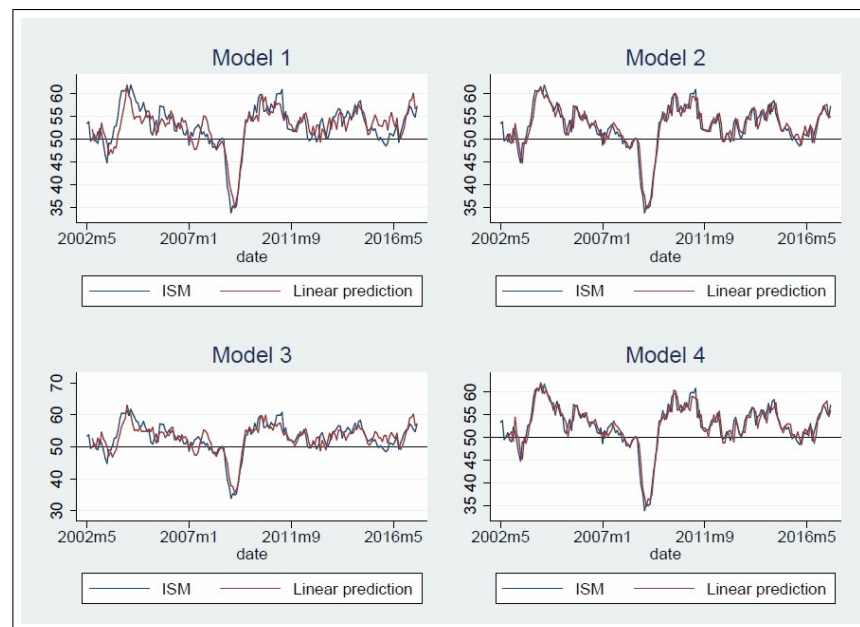 Model 1
60
55
50
45
40
35
2002m5 2007m1 2011m9 2016m5
date
ISM Linear prediction
Model 2
60
55
50
45
40
35
2002m5 2007m1 2011m9 2016m5
date
ISM Linear prediction
Model 3
70
60
50
40
30
2002m5 2007m1 2011m9 2016m5
date
ISM Linear prediction
Model 4
60
55
50
45
40
35
2002m5 2007m1 2011m9 2016m5
date
ISM Linear prediction